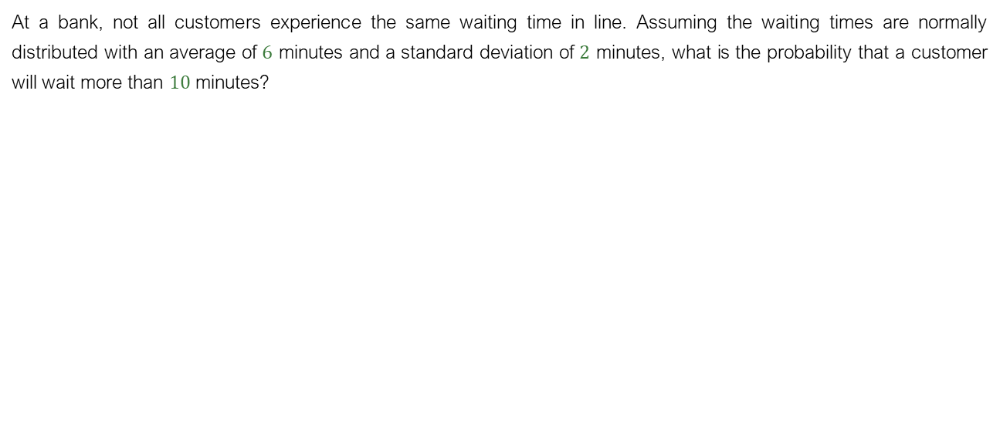 At a bank, not all customers experience the same waiting time in line. Assuming the waiting times are normally
distributed with an average of 6 minutes and a standard deviation of 2 minutes, what is the probability that a customer
will wait more than 10 minutes?